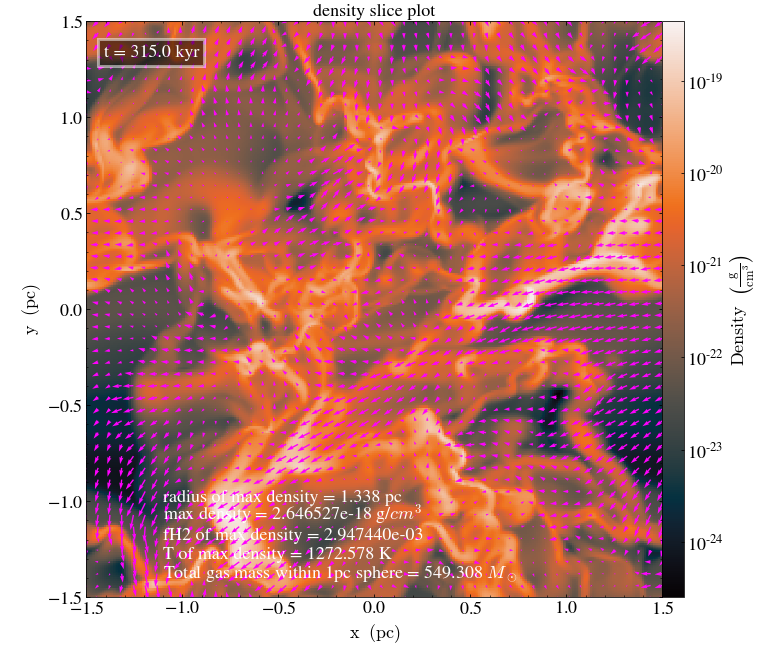 density slice plot
t = 315.0 kyr
1.5
1.0
0.5
0.0
−0.5
−1.0
−1.5
y (pc)
radius of max density = 1.338 pc
max density = 2.646527e-18 g/cm³
fH2 of max density = 2.947440e-03
T of max density = 1272.578 K
Total gas mass within 1pc sphere = 549.308 M☉
−1.5 −1.0 −0.5 0.0 0.5 1.0 1.5
x (pc)
10⁻¹⁹
10⁻²⁰
10⁻²¹
10⁻²²
10⁻²³
10⁻²⁴
Density (g/cm³)